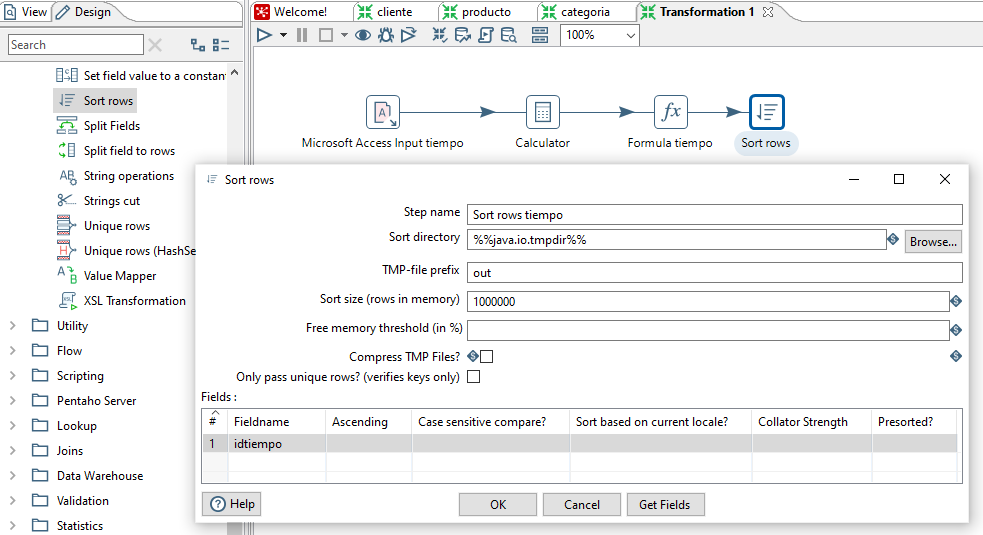 View Design
Welcome! cliente producto categoria Transformation 1
Search
100%
Set field value to a constant
Sort rows
Split Fields
Split field to rows
String operations
Strings cut
Unique rows
Unique rows (HashSe
Value Mapper
XSL Transformation
Utility
Flow
Scripting
Pentaho Server
Lookup
Joins
Data Warehouse
Validation
Statistics
Microsoft Access Input tiempo Calculator Formula tiempo Sort rows
Sort rows
Step name Sort rows tiempo
Sort directory %%java.io.tmpdir%% Browse...
TMP-file prefix out
Sort size (rows in memory) 1000000
Free memory threshold (in %)
Compress TMP Files?
Only pass unique rows? (verifies keys only)
Fields :
# Fieldname Ascending Case sensitive compare? Sort based on current locale? Collator Strength Presorted?
1 idtiempo
Help OK Cancel Get Fields